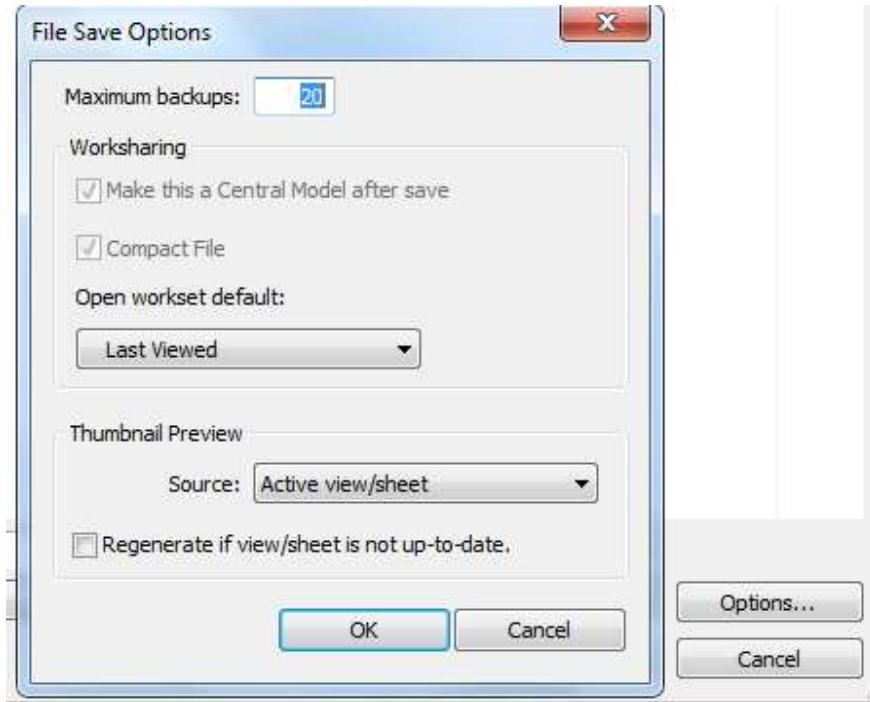 File Save Options
Maximum backups: 20
Worksharing
Make this a Central Model after save
Compact File
Open workset default:
Last Viewed
Thumbnail Preview
Source: Active view/sheet
Regenerate if view/sheet is not up-to-date.
OK Cancel
Options...
Cancel